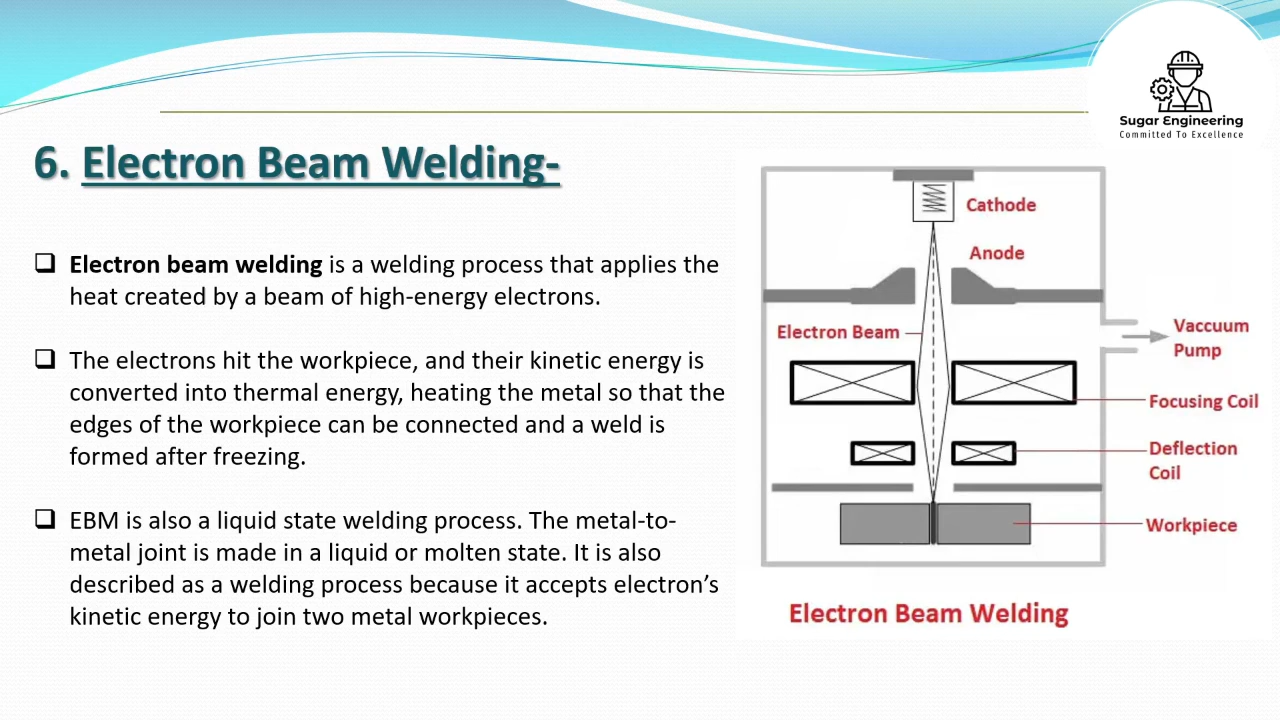 Sugar Engineering
Committed To Excellence
6. Electron Beam Welding-
❑ Electron beam welding is a welding process that applies the
heat created by a beam of high-energy electrons.
❑ The electrons hit the workpiece, and their kinetic energy is
converted into thermal energy, heating the metal so that the
edges of the workpiece can be connected and a weld is
formed after freezing.
❑ EBM is also a liquid state welding process. The metal-to-
metal joint is made in a liquid or molten state. It is also
described as a welding process because it accepts electron’s
kinetic energy to join two metal workpieces.
Cathode
Anode
Electron Beam
Vaccuum
Pump
Focusing Coil
Deflection
Coil
Workpiece
Electron Beam Welding